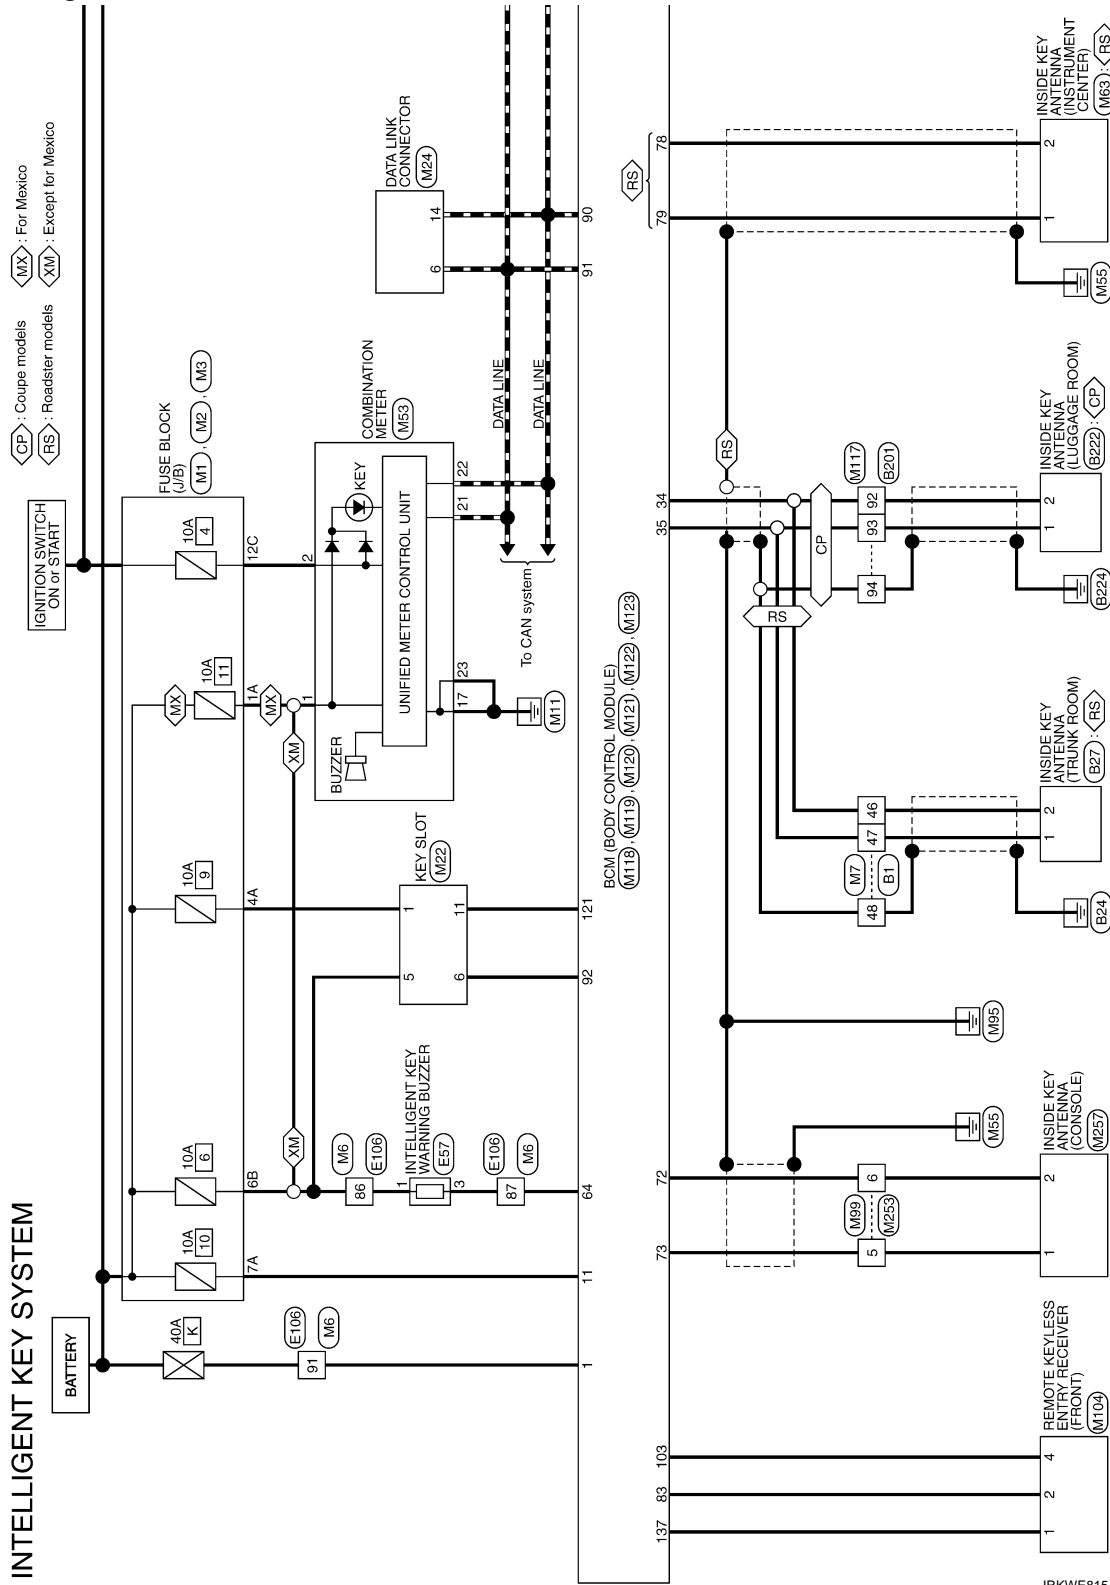 INTELLIGENT KEY SYSTEM
BATTERY
IGNITION SWITCH
ON or START
CP : Coupe models
RS : Roadster models
MX : For Mexico
XM : Except for Mexico
40A
K
10A
10
10A
6
10A
9
10A
11
10A
4
MX
FUSE BLOCK
(J/B)
M1 , M2 , M3
7A
6B
4A
1A
12C
MX
E106
M6
91
XM
XM
M6
E106
86
1
INTELLIGENT KEY
WARNING BUZZER
E57
3
E106
M6
87
KEY SLOT
M22
5
1
6
11
1
2
BUZZER
KEY
UNIFIED METER CONTROL UNIT
COMBINATION
METER
M53
17
23
21
22
M11
To CAN system
DATA LINE
DATA LINE
DATA LINK
CONNECTOR
M24
6
14
1
11
64
92
121
91
90
BCM (BODY CONTROL MODULE)
M118 , M119 , M120 , M121 , M122 , M123
137
83
103
73
72
35
34
79
78
RS
RS
RS
CP
M99
M253
5
6
M55
M95
M7
B1
48
47
46
B24
M117
B201
94
93
92
B224
M55
1
2
4
REMOTE KEYLESS
ENTRY RECEIVER
(FRONT)
M104
1
2
INSIDE KEY
ANTENNA
(CONSOLE)
M257
1
2
INSIDE KEY
ANTENNA
(TRUNK ROOM)
B27 : RS
1
2
INSIDE KEY
ANTENNA
(LUGGAGE ROOM)
B222 : CP
1
2
INSIDE KEY
ANTENNA
(INSTRUMENT
CENTER)
M63 : RS